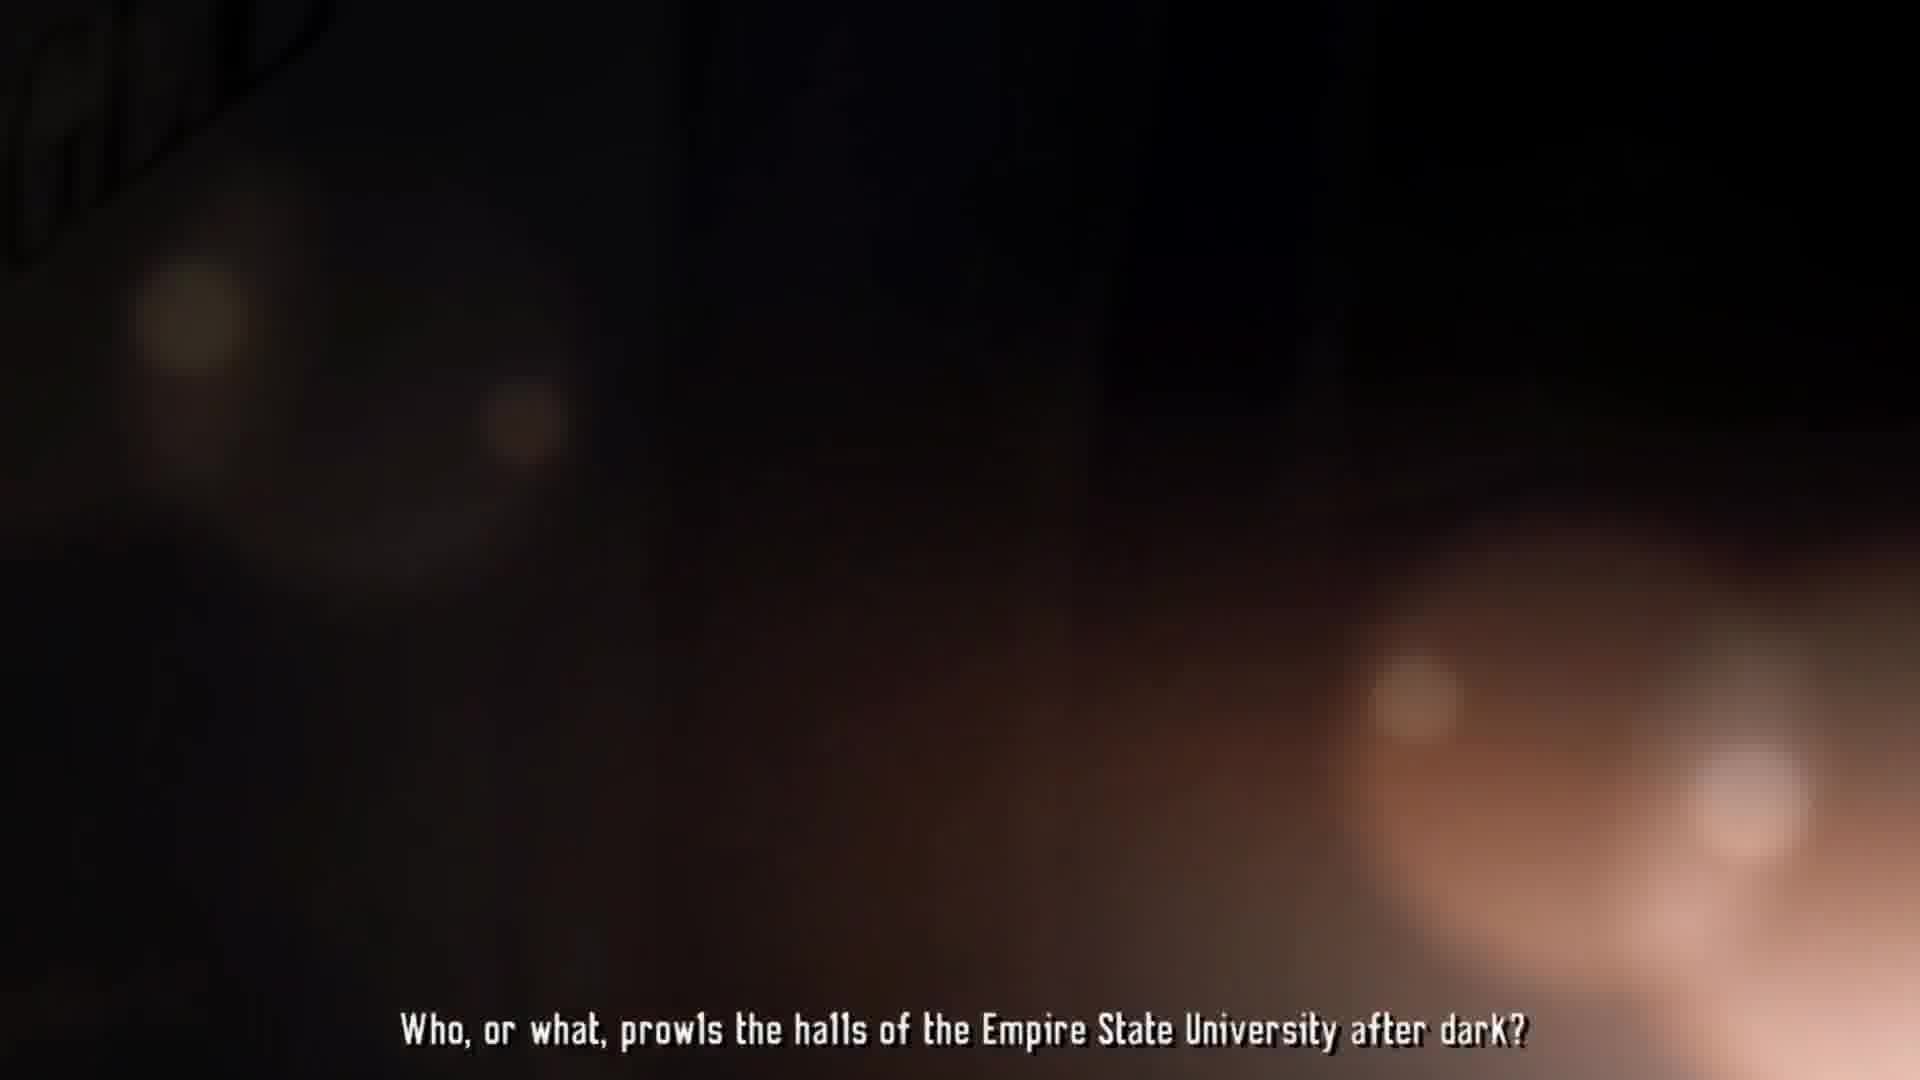 Who, or what, prowls the halls of the Empire State University after dark?